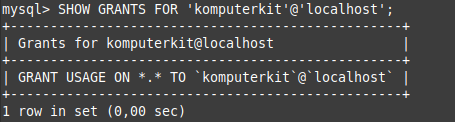 mysql> SHOW GRANTS FOR 'komputerkit'@'localhost';
+--------------------------------------------------+
| Grants for komputerkit@localhost                 |
+--------------------------------------------------+
| GRANT USAGE ON *.* TO `komputerkit`@`localhost` |
+--------------------------------------------------+
1 row in set (0,00 sec)